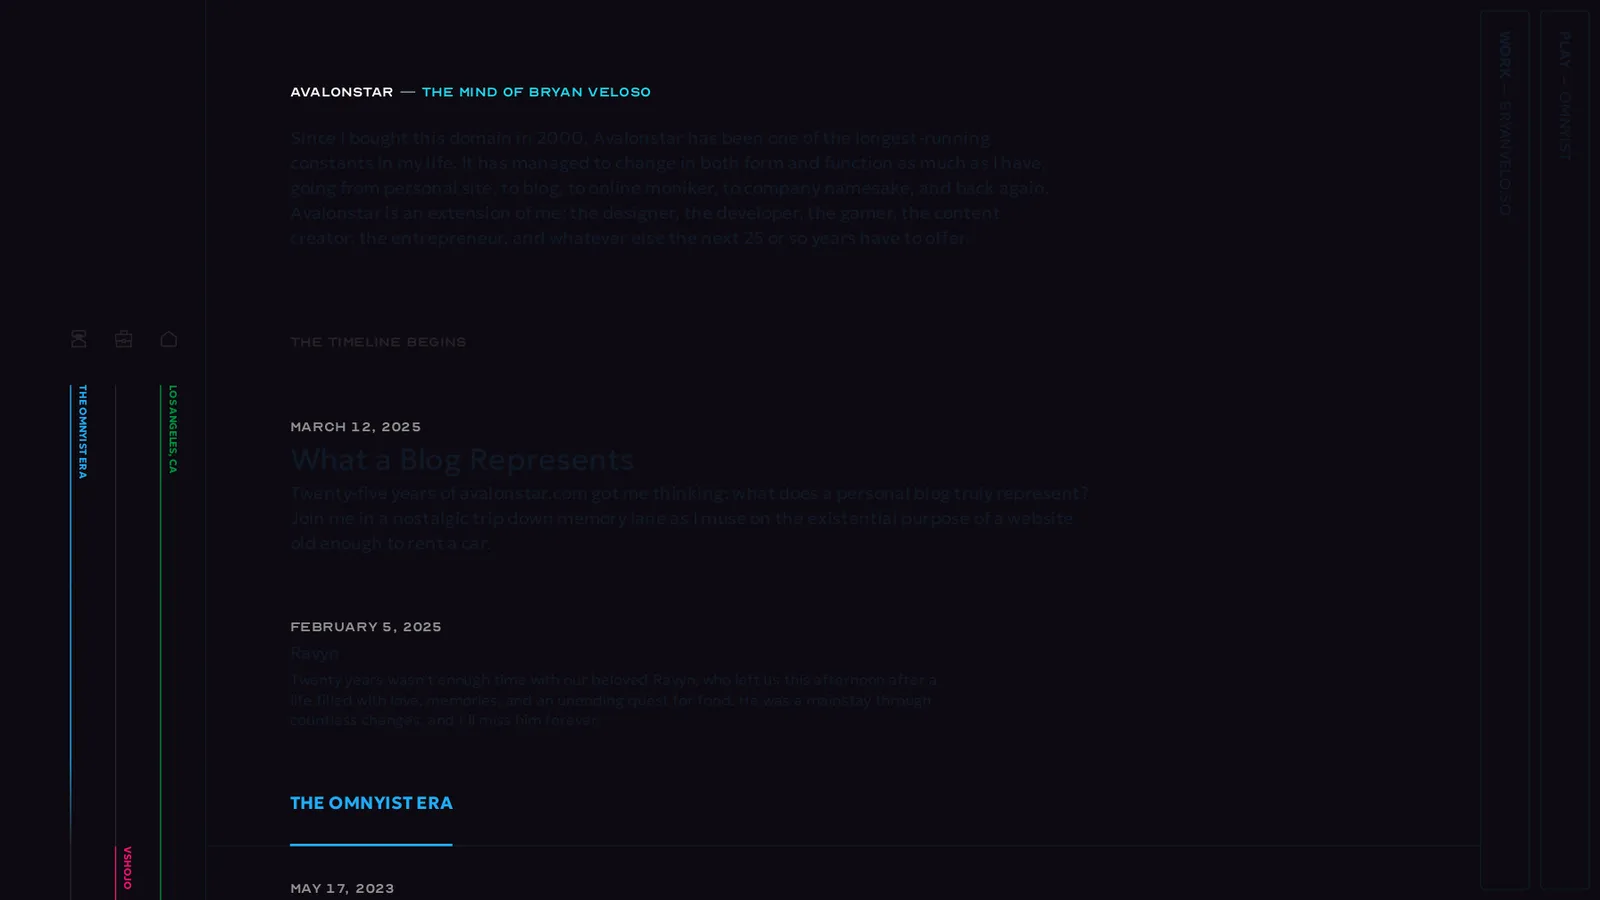 AVALONSTAR — THE MIND OF BRYAN VELOSO
Since I bought this domain in 2000, Avalonstar has been one of the longest-running
constants in my life. It has managed to change in both form and function as much as I have,
going from personal site, to blog, to online moniker, to company namesake, and back again.
Avalonstar is an extension of me: the designer, the developer, the gamer, the content
creator, the entrepreneur, and whatever else the next 25 or so years have to offer.
THE TIMELINE BEGINS
MARCH 12, 2025
What a Blog Represents
Twenty-five years of avalonstar.com got me thinking: what does a personal blog truly represent?
Join me in a nostalgic trip down memory lane as I muse on the existential purpose of a website
old enough to rent a car.
FEBRUARY 5, 2025
Ravyn
Twenty years wasn't enough time with our beloved Ravyn, who left us this afternoon after a
life filled with love, memories, and an unending quest for food. He was a mainstay through
countless changes, and I'll miss him forever.
THE OMNYIST ERA
MAY 17, 2023
THE OMNYIST ERA
VSHOJO
LOS ANGELES, CA
WORK — BRYAN VELOSO
PLAY — OMNYIST